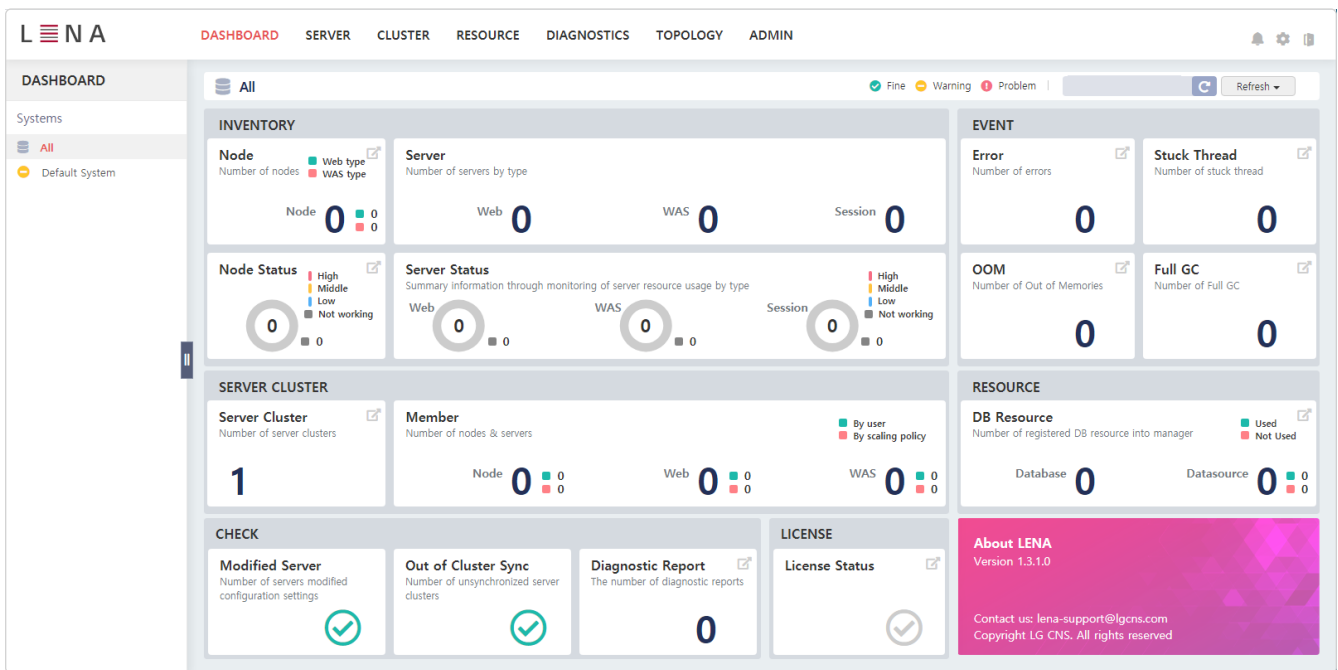 LENA
DASHBOARD SERVER CLUSTER RESOURCE DIAGNOSTICS TOPOLOGY ADMIN
DASHBOARD
Systems
All
Default System
All
Fine Warning Problem
Refresh
INVENTORY
Node
Number of nodes
Web type
WAS type
Node 0 0
0
Server
Number of servers by type
Web 0 WAS 0 Session 0
Node Status
High
Middle
Low
Not working
0
0
Server Status
Summary information through monitoring of server resource usage by type
High
Middle
Low
Not working
Web 0 0
WAS 0 0
Session 0 0
EVENT
Error
Number of errors
0
Stuck Thread
Number of stuck thread
0
OOM
Number of Out of Memories
0
Full GC
Number of Full GC
0
SERVER CLUSTER
Server Cluster
Number of server clusters
1
Member
Number of nodes & servers
By user
By scaling policy
Node 0 0
0
Web 0 0
0
WAS 0 0
0
RESOURCE
DB Resource
Number of registered DB resource into manager
Used
Not Used
Database 0
Datasource 0 0
0
CHECK
Modified Server
Number of servers modified
configuration settings
Out of Cluster Sync
Number of unsynchronized server
clusters
Diagnostic Report
The number of diagnostic reports
0
LICENSE
License Status
About LENA
Version 1.3.1.0
Contact us: lena-support@lgcns.com
Copyright LG CNS. All rights reserved